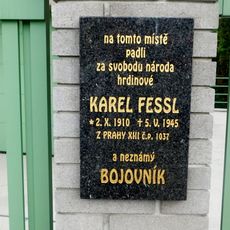 na tomto místě
padli
za svobodu národa
hrdinové
KAREL FESSL
*2. X. 1910 +5. V. 1945
Z PRAHY XIII č.p. 1037
a neznámý
BOJOVNÍK